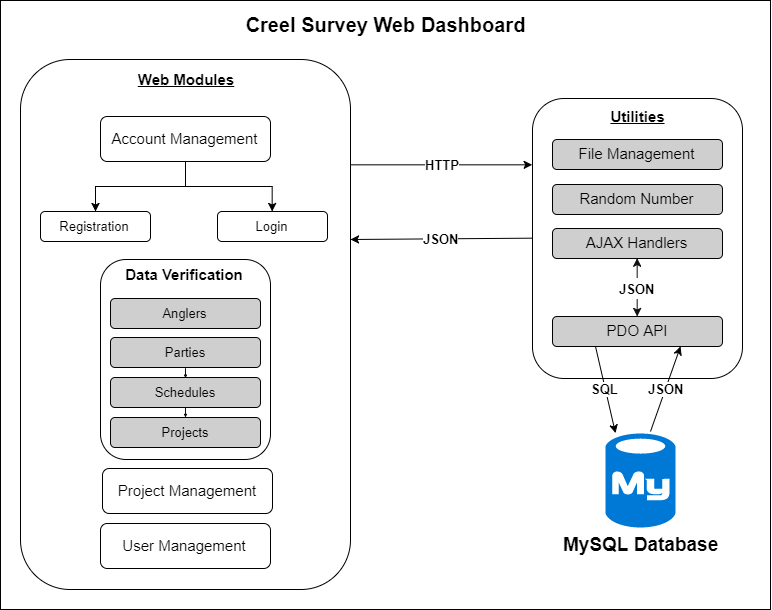 Creel Survey Web Dashboard
Web Modules
Account Management
Registration
Login
Data Verification
Anglers
Parties
Schedules
Projects
Project Management
User Management
HTTP
JSON
Utilities
File Management
Random Number
AJAX Handlers
JSON
PDO API
SQL
JSON
My
MySQL Database